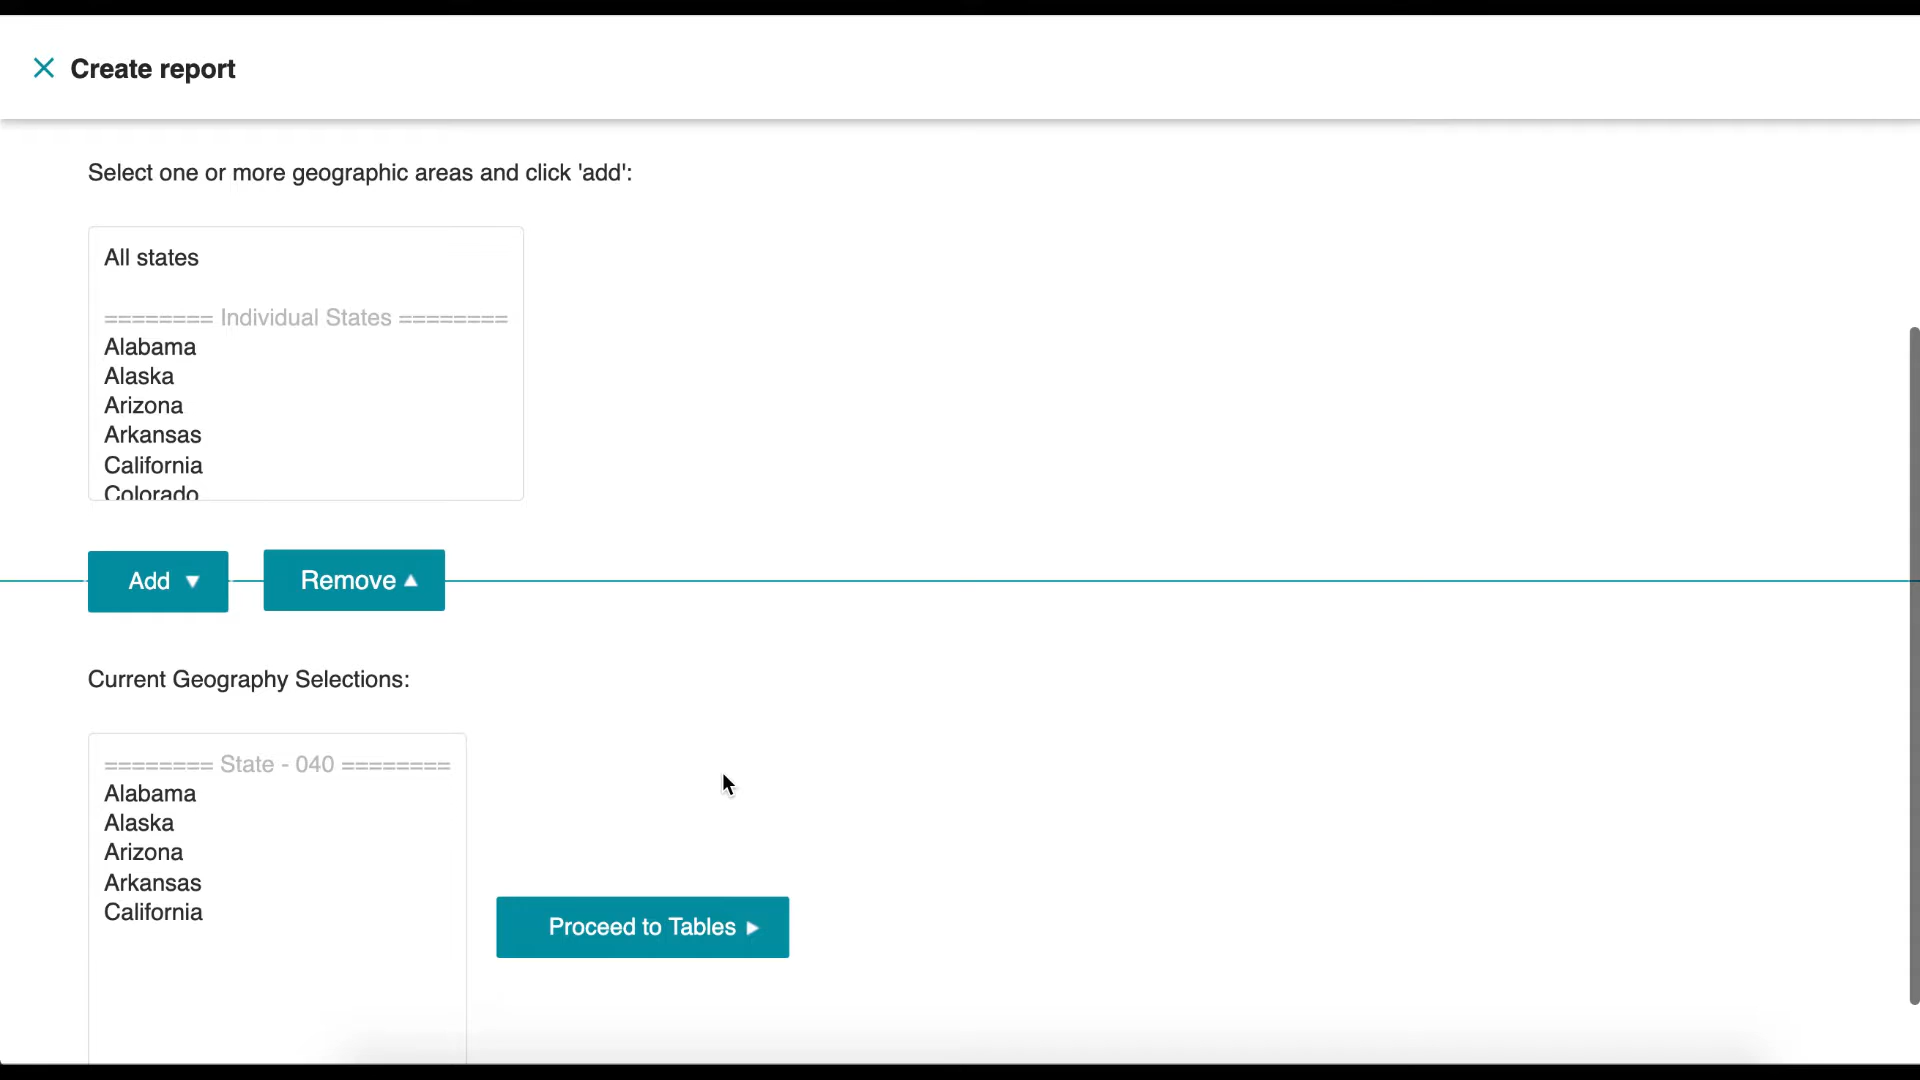 Create report
Select one or more geographic areas and click 'add':
All states
======== Individual States ========
Alabama
Alaska
Arizona
Arkansas
California
Colorado
Add ▼
Remove ▲
Current Geography Selections:
======== State - 040 ========
Alabama
Alaska
Arizona
Arkansas
California
Proceed to Tables ►